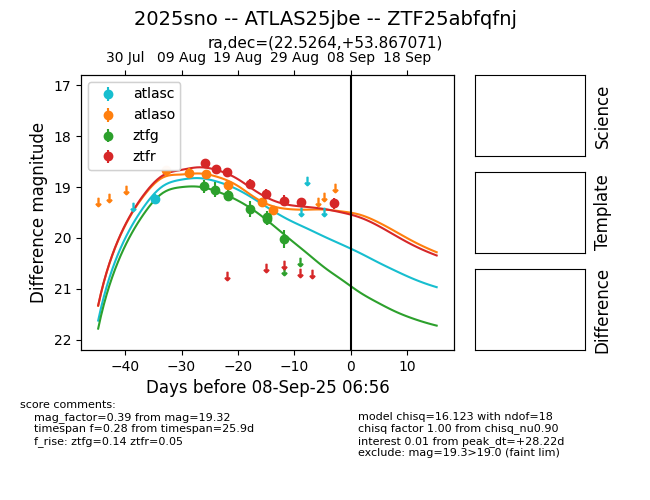 2025sno -- ATLAS25jbe -- ZTF25abfqfnj
ra,dec=(22.5264,+53.867071)
30 Jul 09 Aug 19 Aug 29 Aug 08 Sep 18 Sep
17
18
19
20
21
22
Difference magnitude
atlasc
atlaso
ztfg
ztfr
−40 −30 −20 −10 0 10
Days before 08-Sep-25 06:56
Science
Template
Difference
score comments:
mag_factor=0.39 from mag=19.32
timespan f=0.28 from timespan=25.9d
f_rise: ztfg=0.14 ztfr=0.05
model chisq=16.123 with ndof=18
chisq factor 1.00 from chisq_nu0.90
interest 0.01 from peak_dt=+28.22d
exclude: mag=19.3>19.0 (faint lim)